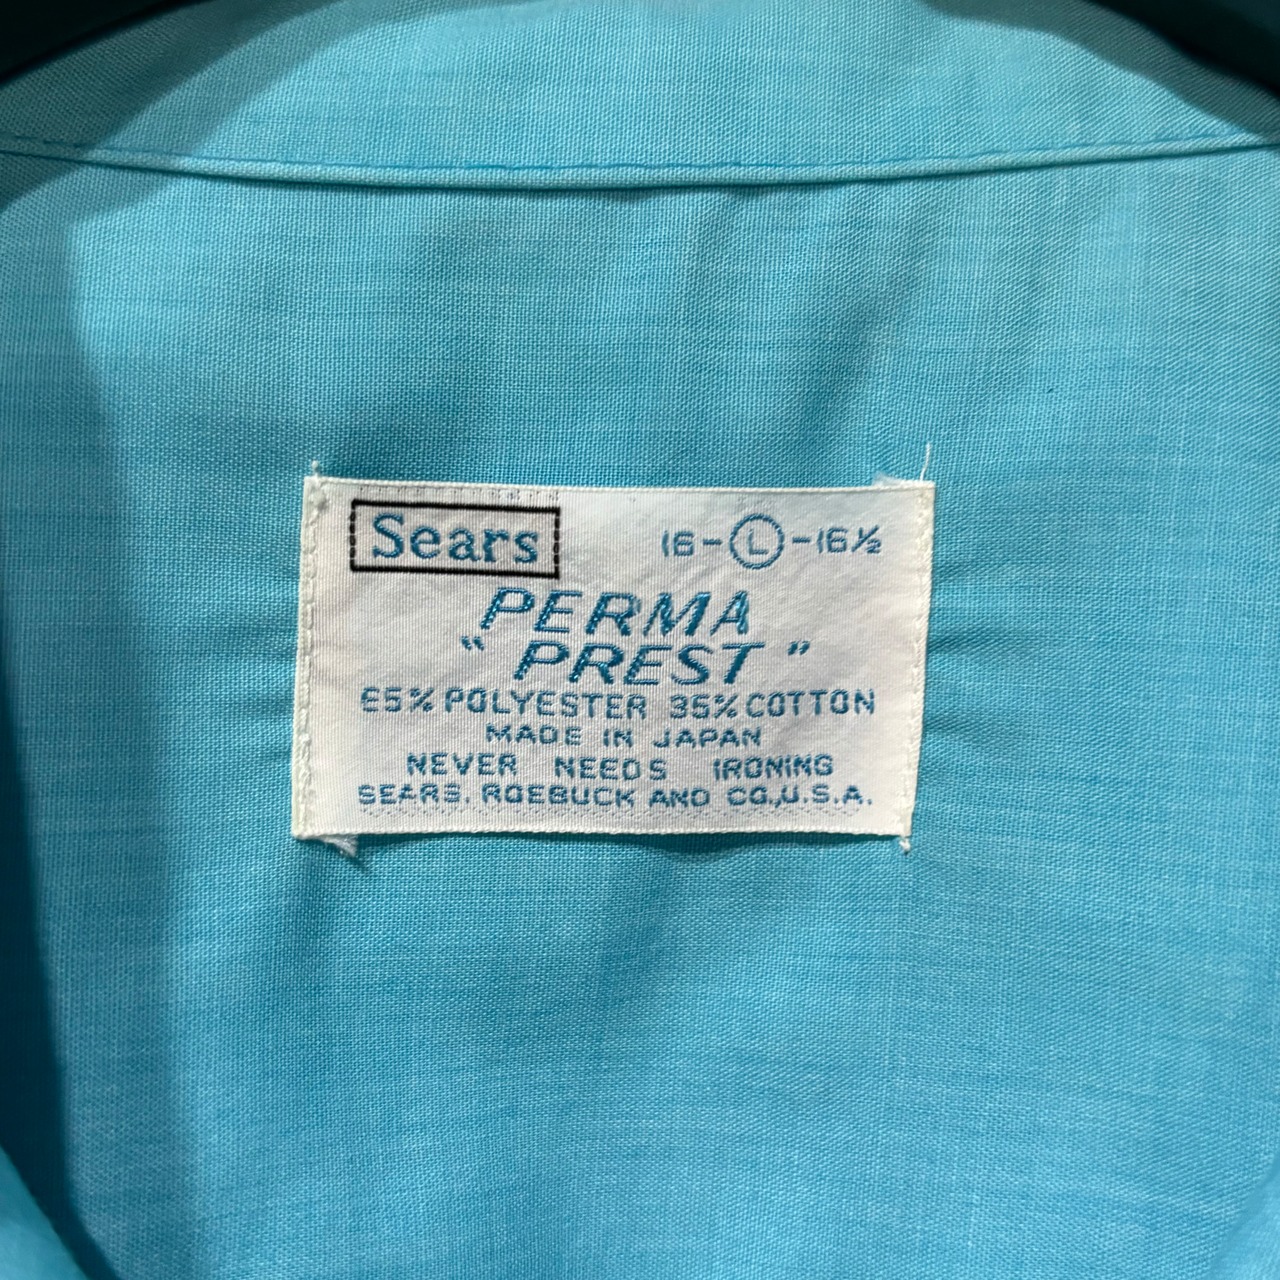 Sears 16-Ⓛ-16½
PERMA
"PREST"
65% POLYESTER 35% COTTON
MADE IN JAPAN
NEVER NEEDS IRONING
SEARS, ROEBUCK AND CO., U.S.A.